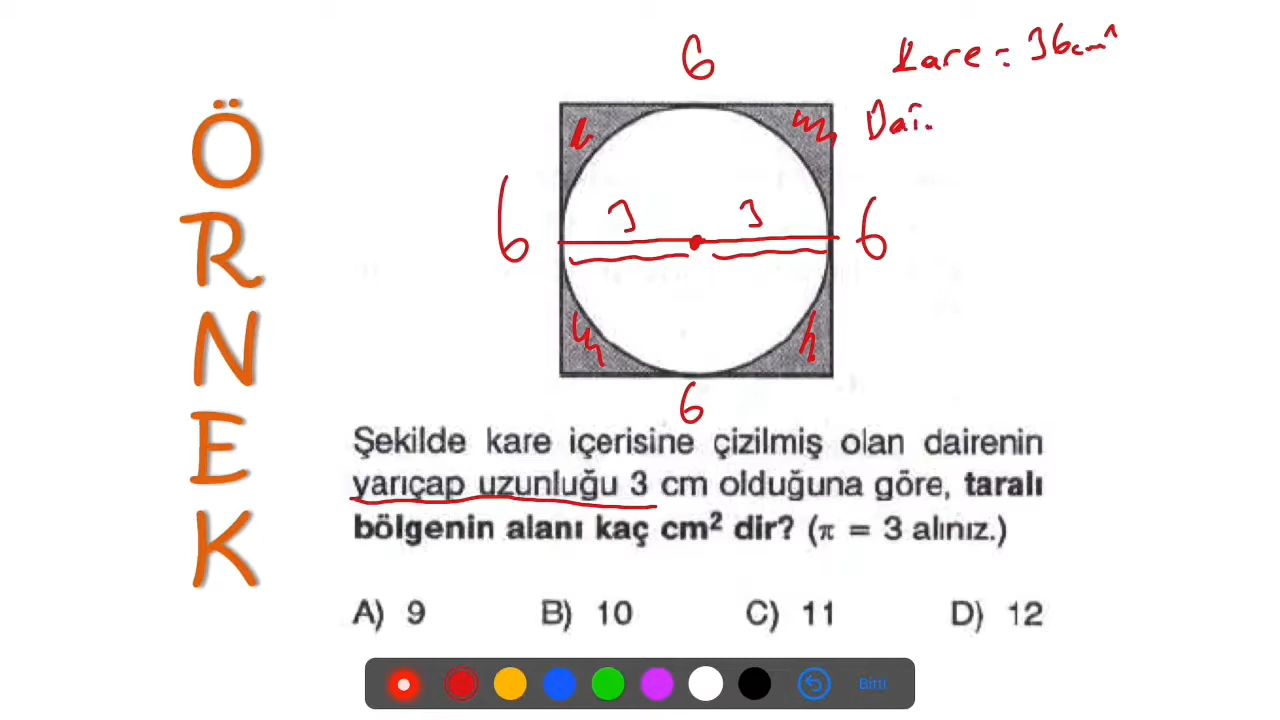 ÖRNEK
6
Kare = 36cm²
Dai.
3 3
6 6
6
Şekilde kare içerisine çizilmiş olan dairenin
yarıçap uzunluğu 3 cm olduğuna göre, taralı
bölgenin alanı kaç cm² dir? (π = 3 alınız.)
A) 9 B) 10 C) 11 D) 12
Bitti